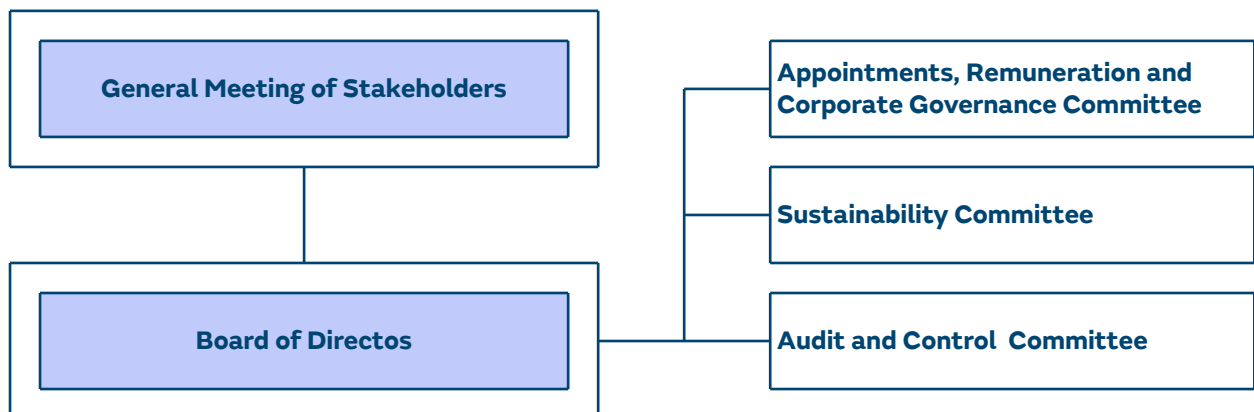 General Meeting of Stakeholders
Appointments, Remuneration and
Corporate Governance Committee
Sustainability Committee
Board of Directos
Audit and Control  Committee